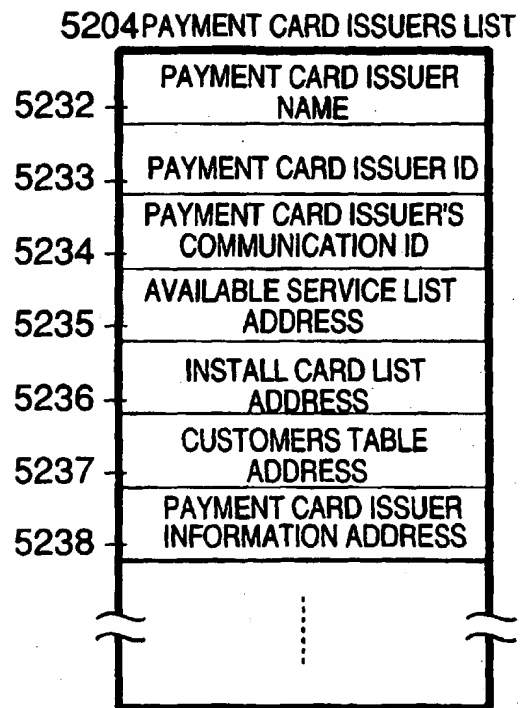 5204 PAYMENT CARD ISSUERS LIST
PAYMENT CARD ISSUER
5232 NAME
5233 PAYMENT CARD ISSUER ID
PAYMENT CARD ISSUER'S
5234 COMMUNICATION ID
AVAILABLE SERVICE LIST
5235 ADDRESS
INSTALL CARD LIST
5236 ADDRESS
CUSTOMERS TABLE
5237 ADDRESS
PAYMENT CARD ISSUER
5238 INFORMATION ADDRESS